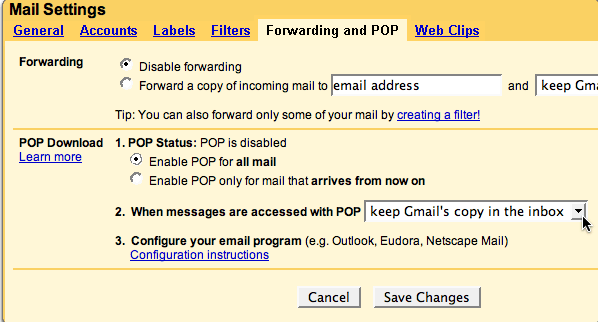 Mail Settings
General Accounts Labels Filters Forwarding and POP Web Clips
Forwarding
Disable forwarding
Forward a copy of incoming mail to email address and keep
Tip: You can also forward only some of your mail by creating a filter!
POP Download
Learn more
1. POP Status: POP is disabled
Enable POP for all mail
Enable POP only for mail that arrives from now on
2. When messages are accessed with POP keep Gmail's copy in the inbox
3. Configure your email program (e.g. Outlook, Eudora, Netscape Mail)
Configuration instructions
Cancel Save Changes